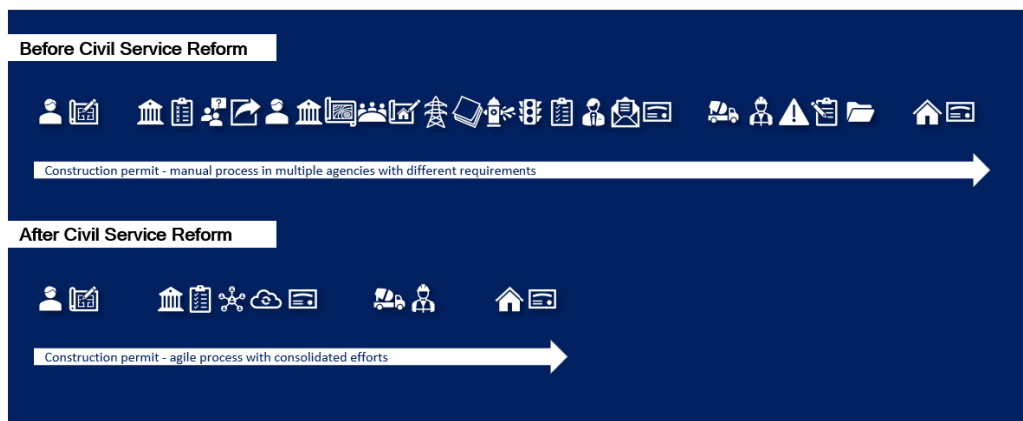 Before Civil Service Reform
?
Construction permit - manual process in multiple agencies with different requirements
After Civil Service Reform
Construction permit - agile process with consolidated efforts